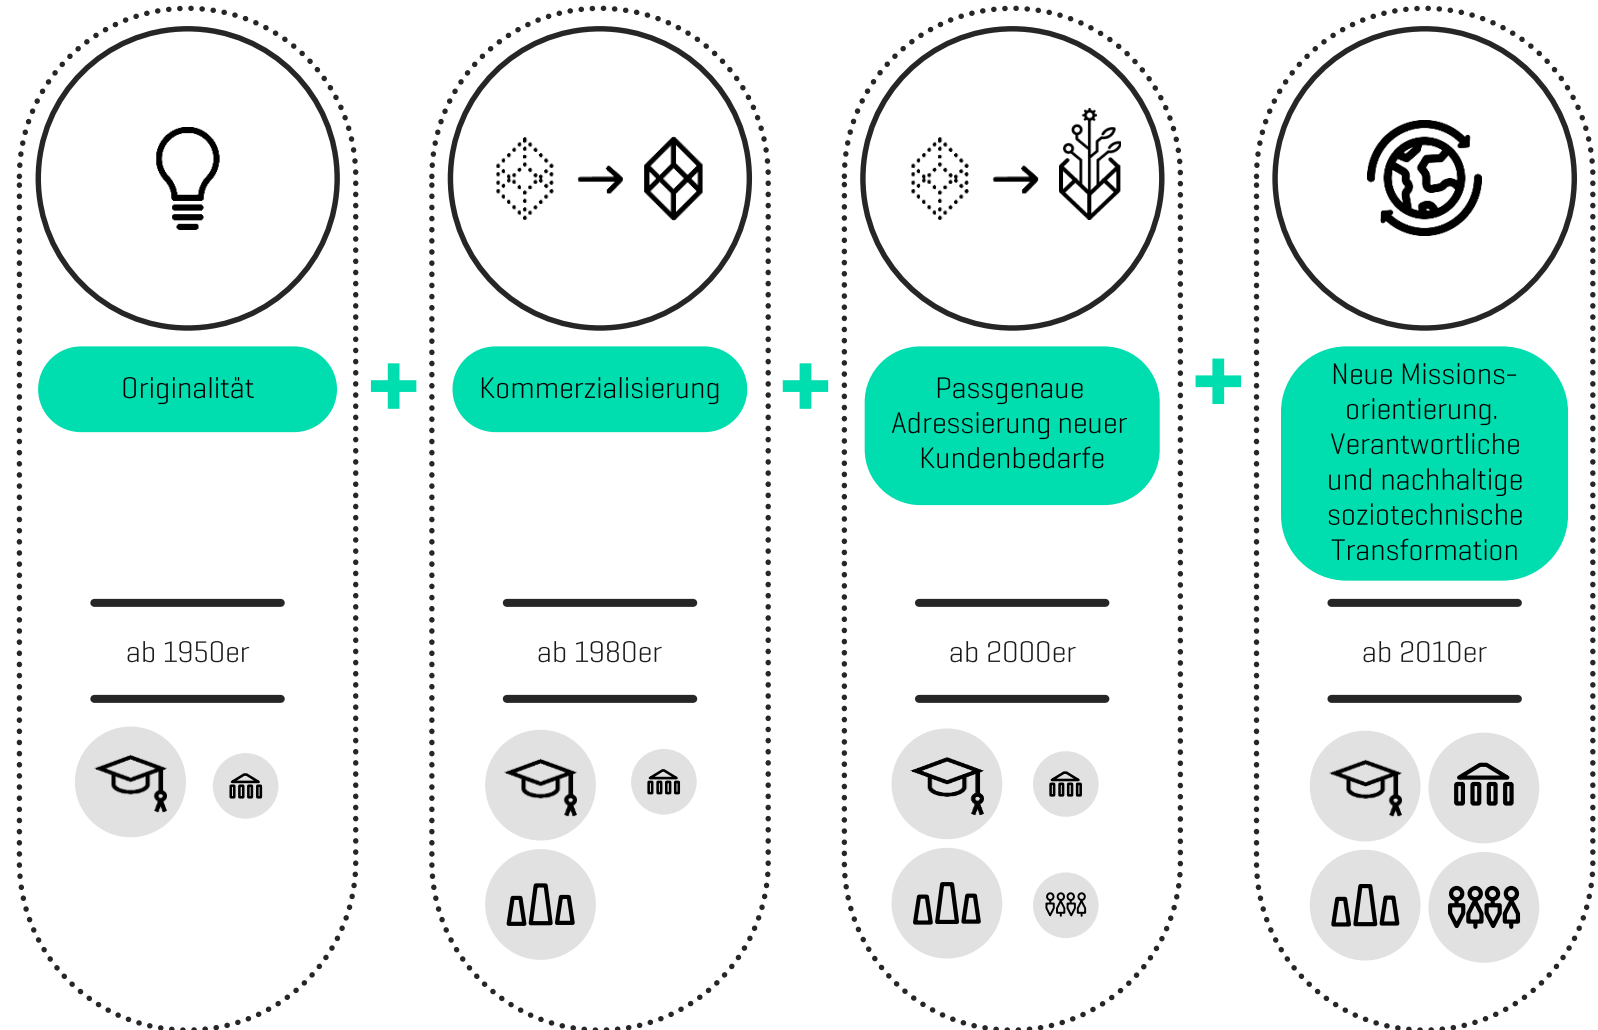 Originalität
Kommerzialisierung
Passgenaue
Adressierung neuer
Kundenbedarfe
Neue Missions-
orientierung.
Verantwortliche
und nachhaltige
soziotechnische
Transformation
ab 1950er
ab 1980er
ab 2000er
ab 2010er